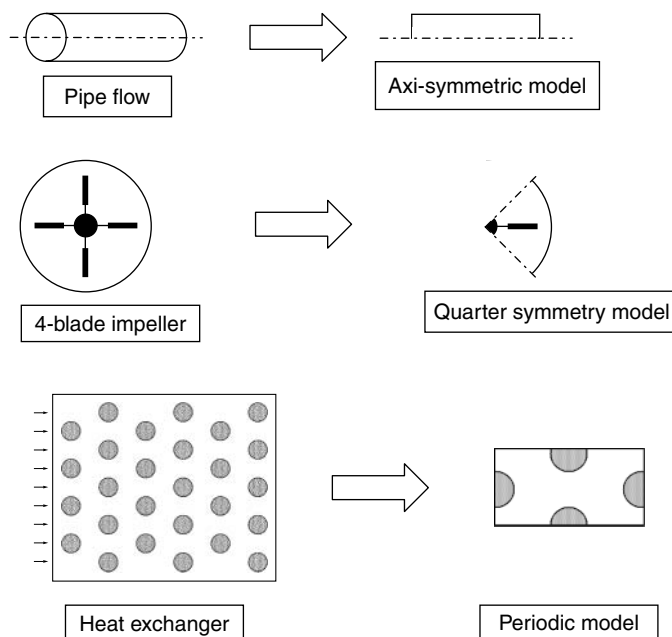 Pipe flow
Axi-symmetric model
4-blade impeller
Quarter symmetry model
Heat exchanger
Periodic model